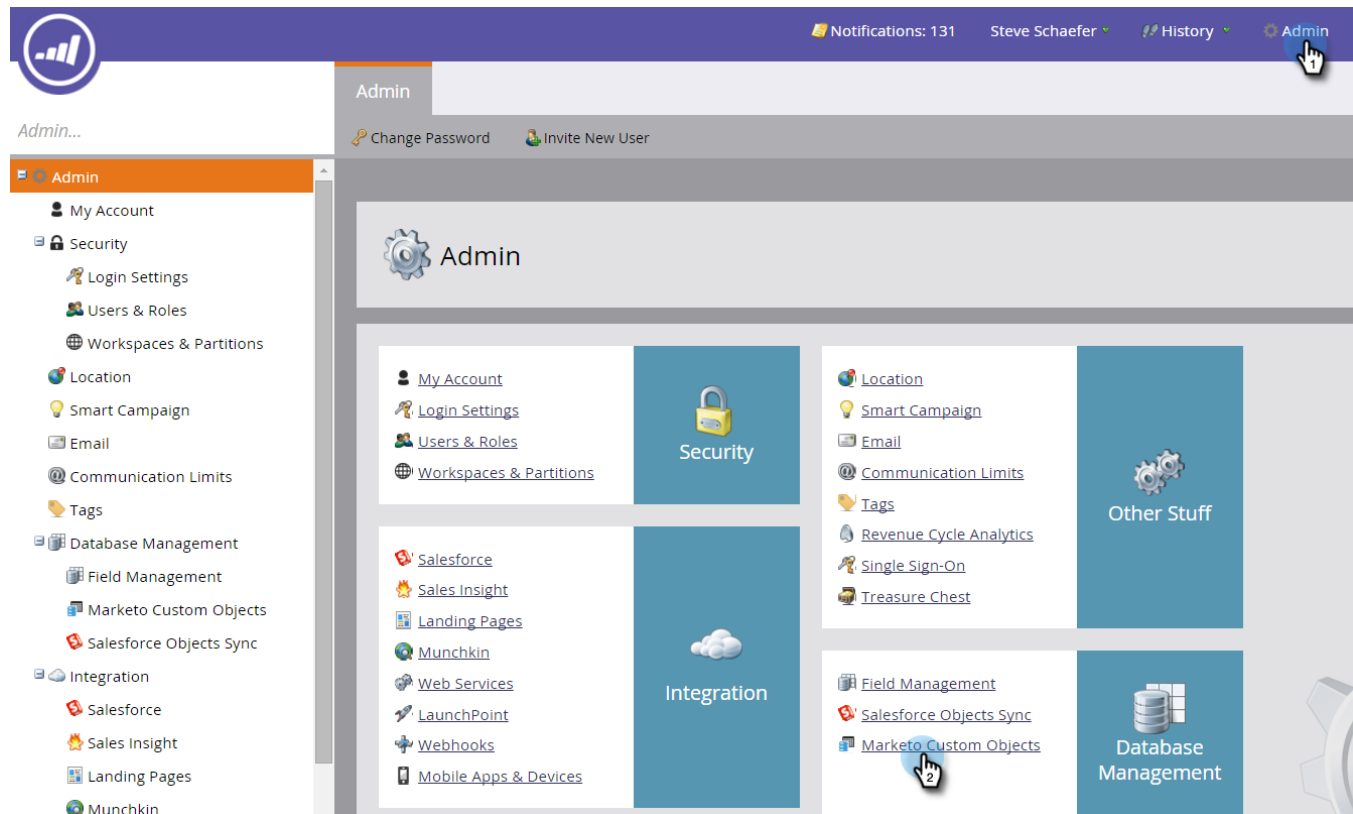 Notifications: 131 Steve Schaefer History Admin
1
Admin
Admin...
Change Password Invite New User
Admin
My Account
Security
Login Settings
Users & Roles
Workspaces & Partitions
Location
Smart Campaign
Email
Communication Limits
Tags
Database Management
Field Management
Marketo Custom Objects
Salesforce Objects Sync
Integration
Salesforce
Sales Insight
Landing Pages
Munchkin
Admin
My Account
Login Settings
Users & Roles
Workspaces & Partitions
Security
Salesforce
Sales Insight
Landing Pages
Munchkin
Web Services
LaunchPoint
Webhooks
Mobile Apps & Devices
Integration
Location
Smart Campaign
Email
Communication Limits
Tags
Revenue Cycle Analytics
Single Sign-On
Treasure Chest
Other Stuff
Field Management
Salesforce Objects Sync
Marketo Custom Objects
2
Database
Management